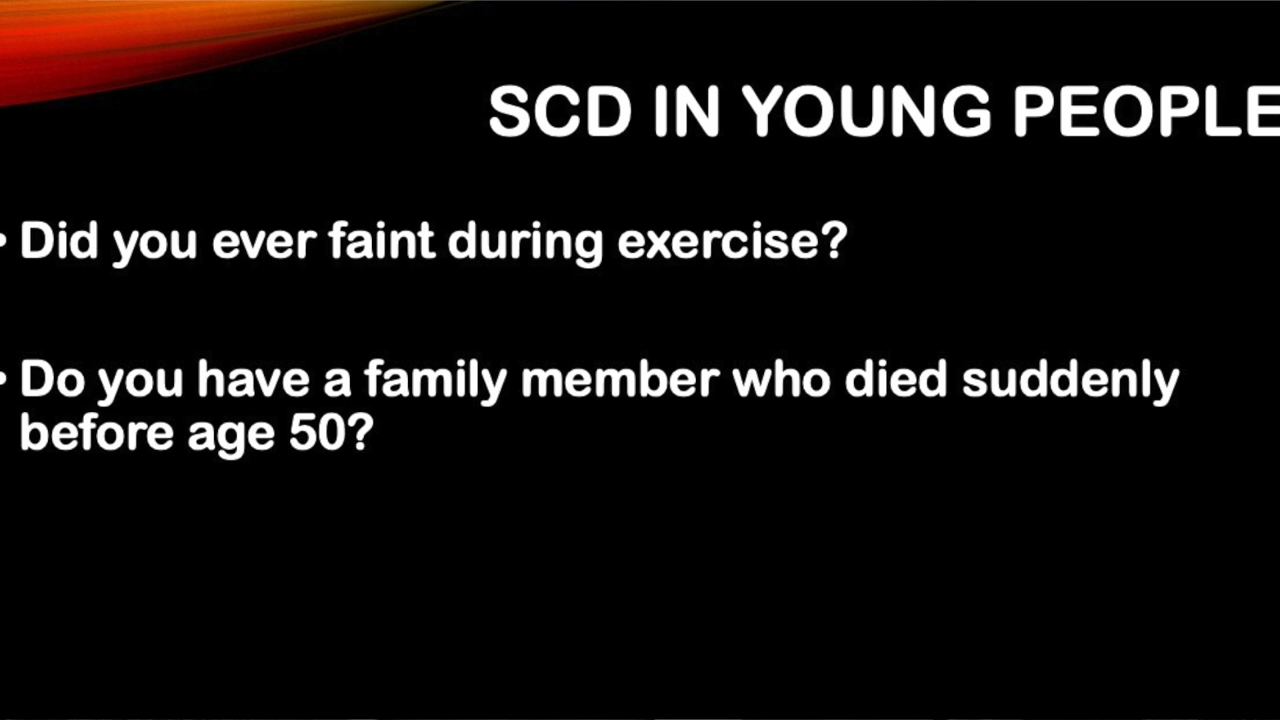 SCD IN YOUNG PEOPLE
• Did you ever faint during exercise?
• Do you have a family member who died suddenly
before age 50?